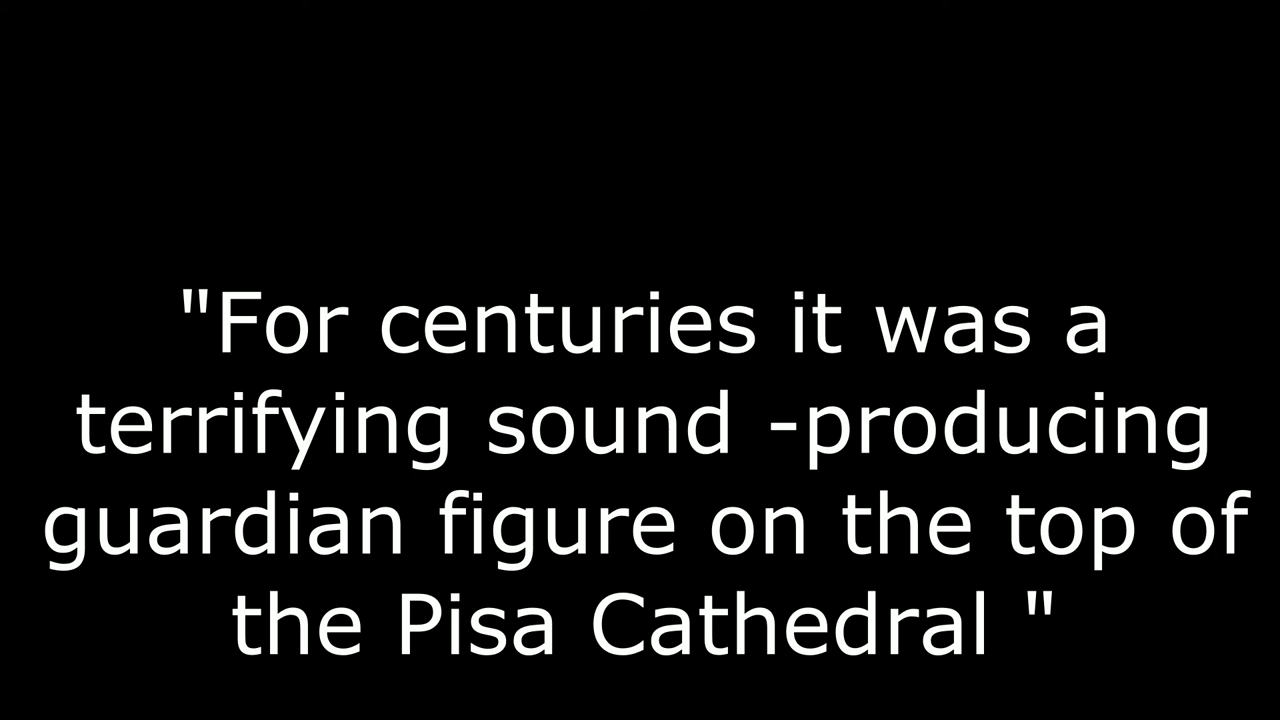 "For centuries it was a
terrifying sound -producing
guardian figure on the top of
the Pisa Cathedral "